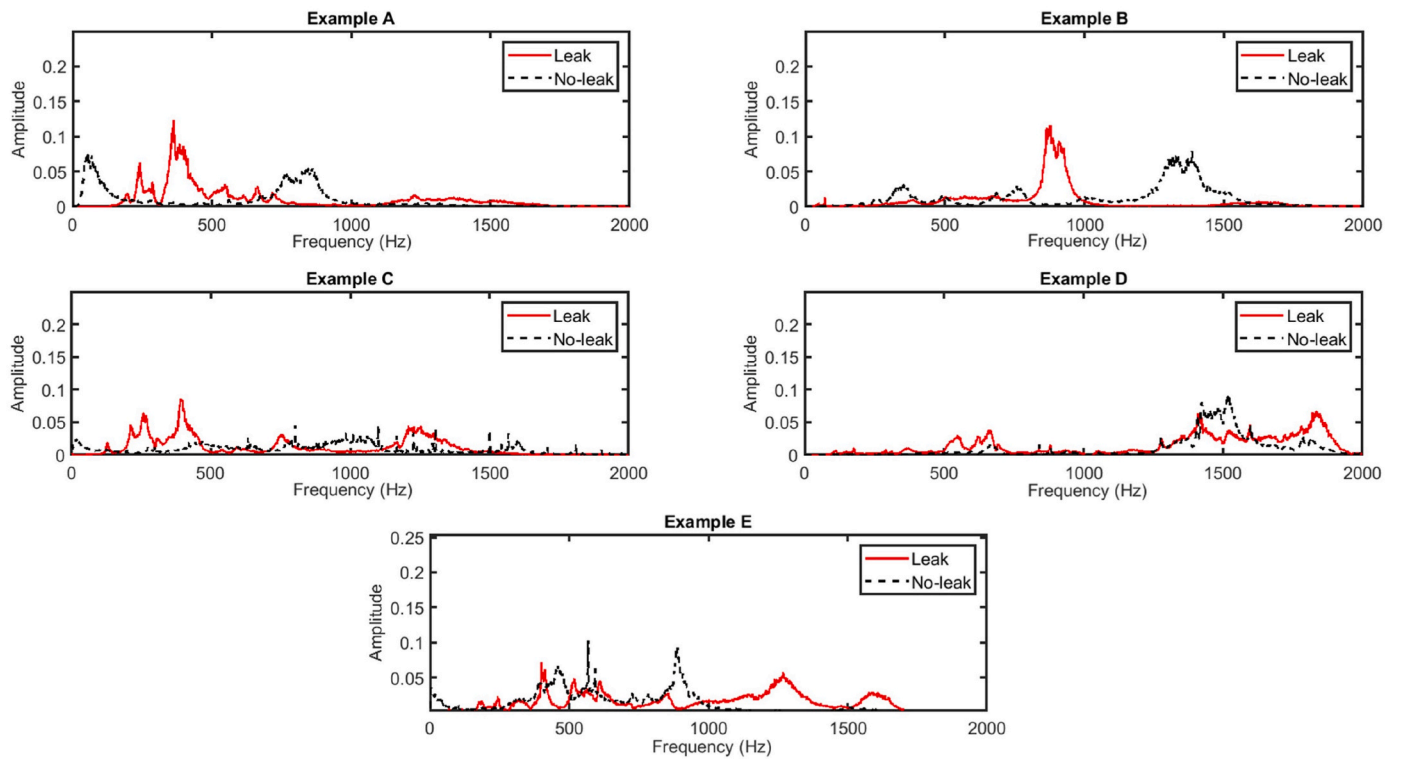 Example A
Leak
No-leak
Amplitude
0.2
0.15
0.1
0.05
0
0 500 1000 1500 2000
Frequency (Hz)
Example B
Leak
No-leak
Amplitude
0.2
0.15
0.1
0.05
0
0 500 1000 1500 2000
Frequency (Hz)
Example C
Leak
No-leak
Amplitude
0.2
0.15
0.1
0.05
0
0 500 1000 1500 2000
Frequency (Hz)
Example D
Leak
No-leak
Amplitude
0.2
0.15
0.1
0.05
0
0 500 1000 1500 2000
Frequency (Hz)
Example E
Leak
No-leak
Amplitude
0.25
0.2
0.15
0.1
0.05
0 500 1000 1500 2000
Frequency (Hz)